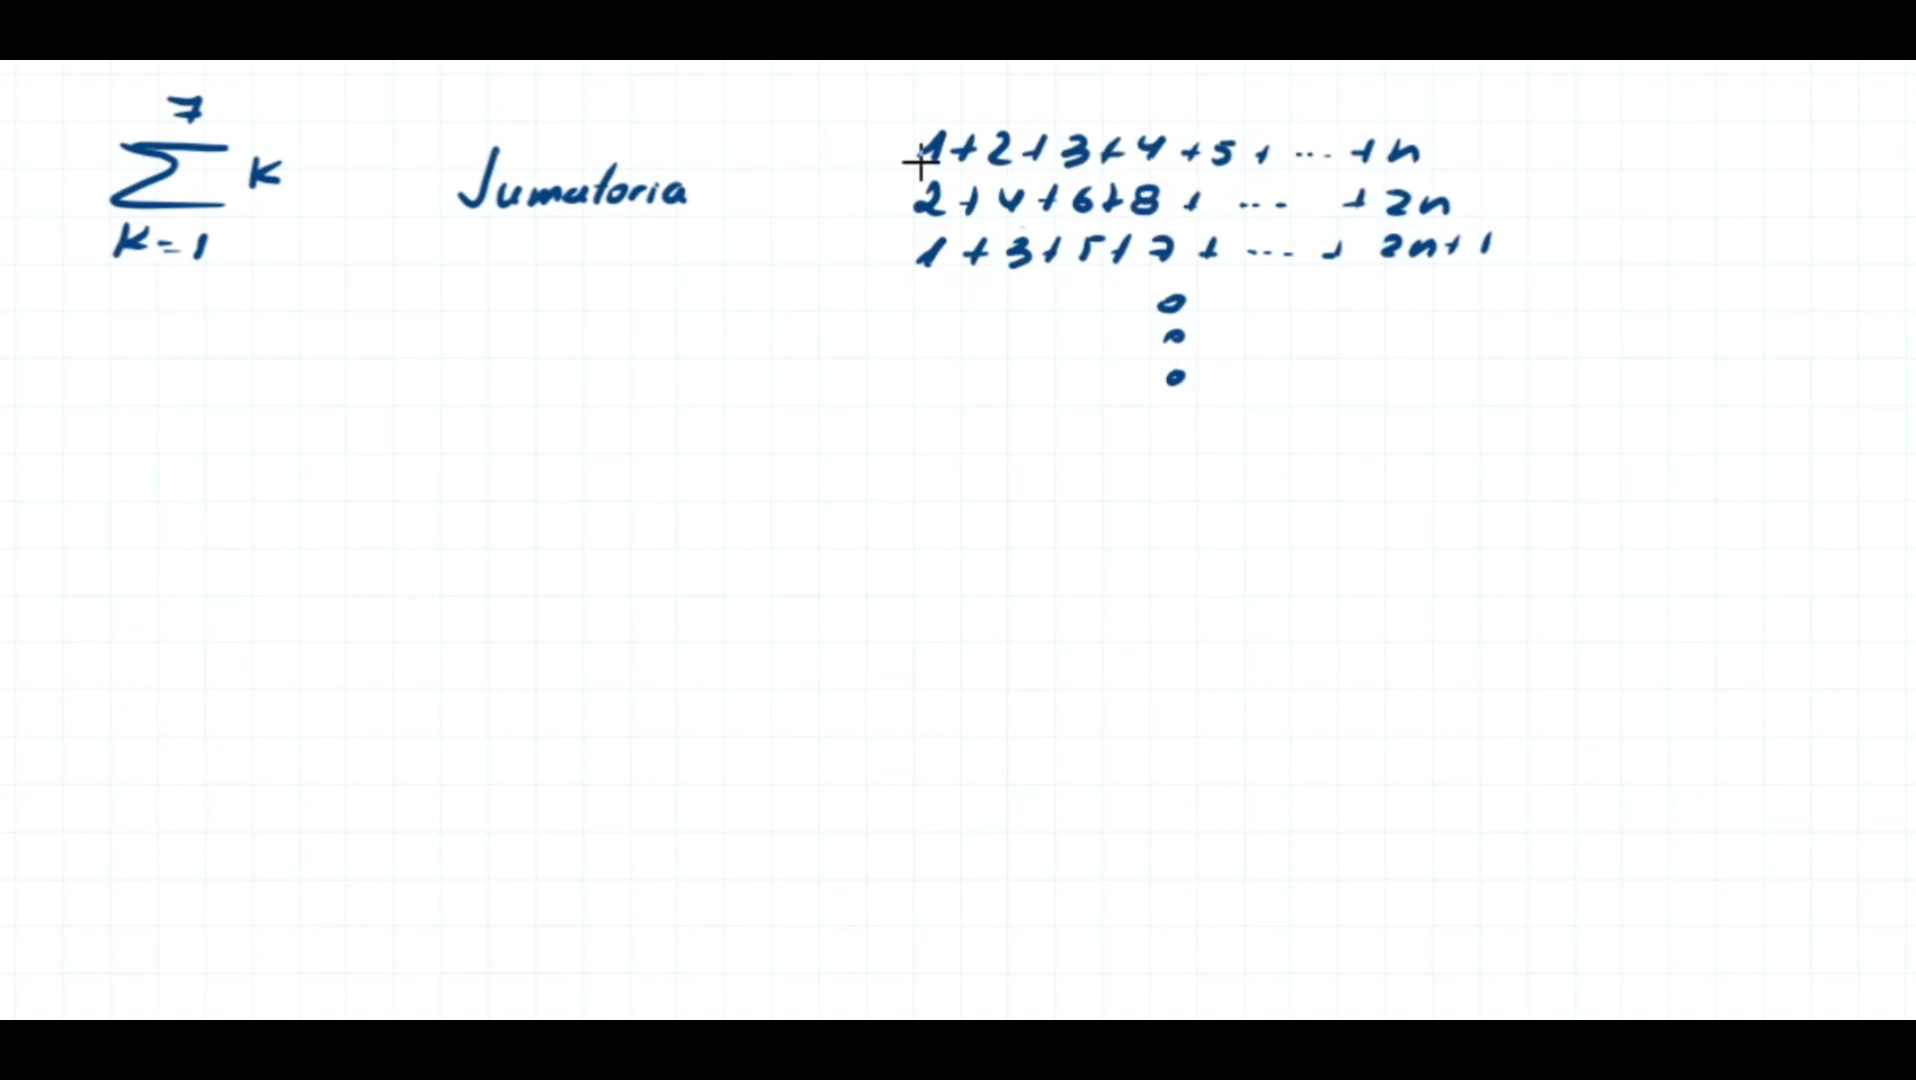 7
∑ K
K=1
Sumatoria
1+2+3+4+5+ ... +n
2+4+6+8+ ... +2n
1+3+5+7+ ... + 2n+1